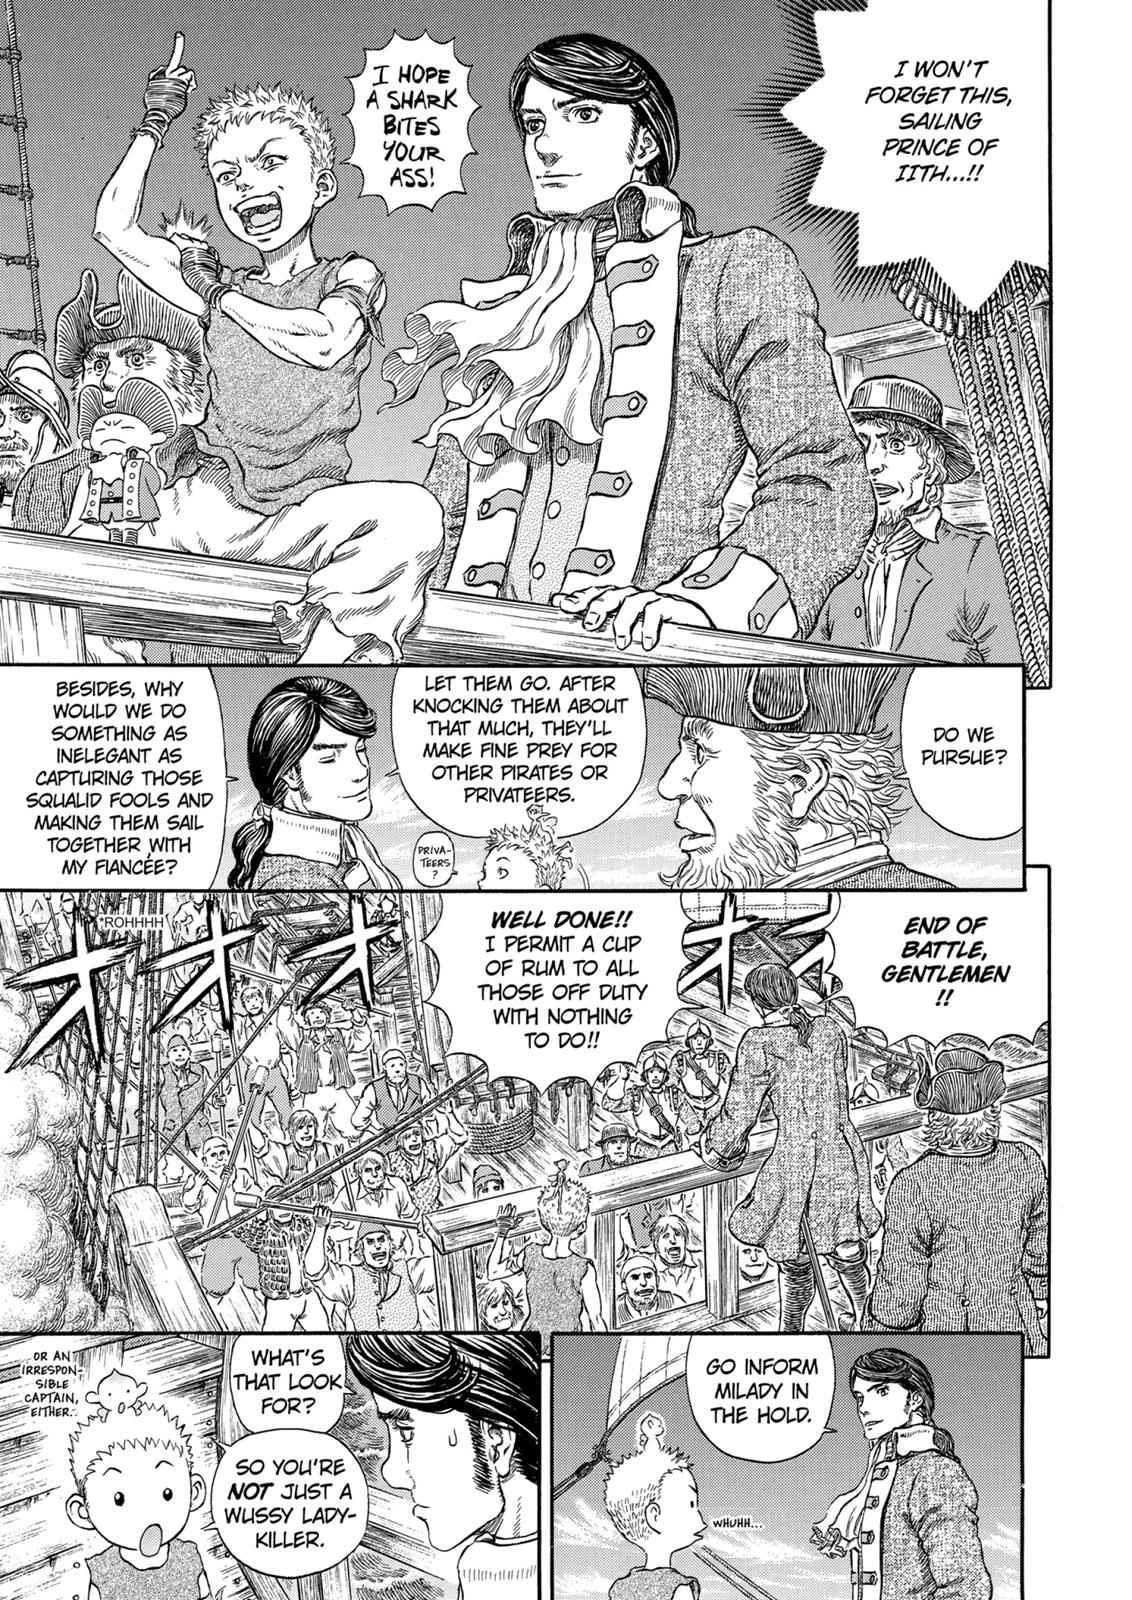 I WON'T
FORGET THIS,
SAILING
PRINCE OF
IITH...!!
I HOPE
A SHARK
BITES
YOUR
ASS!
DO WE
PURSUE?
LET THEM GO. AFTER
KNOCKING THEM ABOUT
THAT MUCH, THEY'LL
MAKE FINE PREY FOR
OTHER PIRATES OR
PRIVATEERS.
PRIVA-
TEERS
?
BESIDES, WHY
WOULD WE DO
SOMETHING AS
INELEGANT AS
CAPTURING THOSE
SQUALID FOOLS AND
MAKING THEM SAIL
TOGETHER WITH
MY FIANCÉE?
END OF
BATTLE,
GENTLEMEN
!!
WELL DONE!!
I PERMIT A CUP
OF RUM TO ALL
THOSE OFF DUTY
WITH NOTHING
TO DO!!
オオ
オオオ
*ROHHHH
GO INFORM
MILADY IN
THE HOLD.
WHUHH...
WHAT'S
THAT LOOK
FOR?
SO YOU'RE
NOT JUST A
WUSSY LADY-
KILLER.
OR AN
IRRESPON-
SIBLE
CAPTAIN,
EITHER.